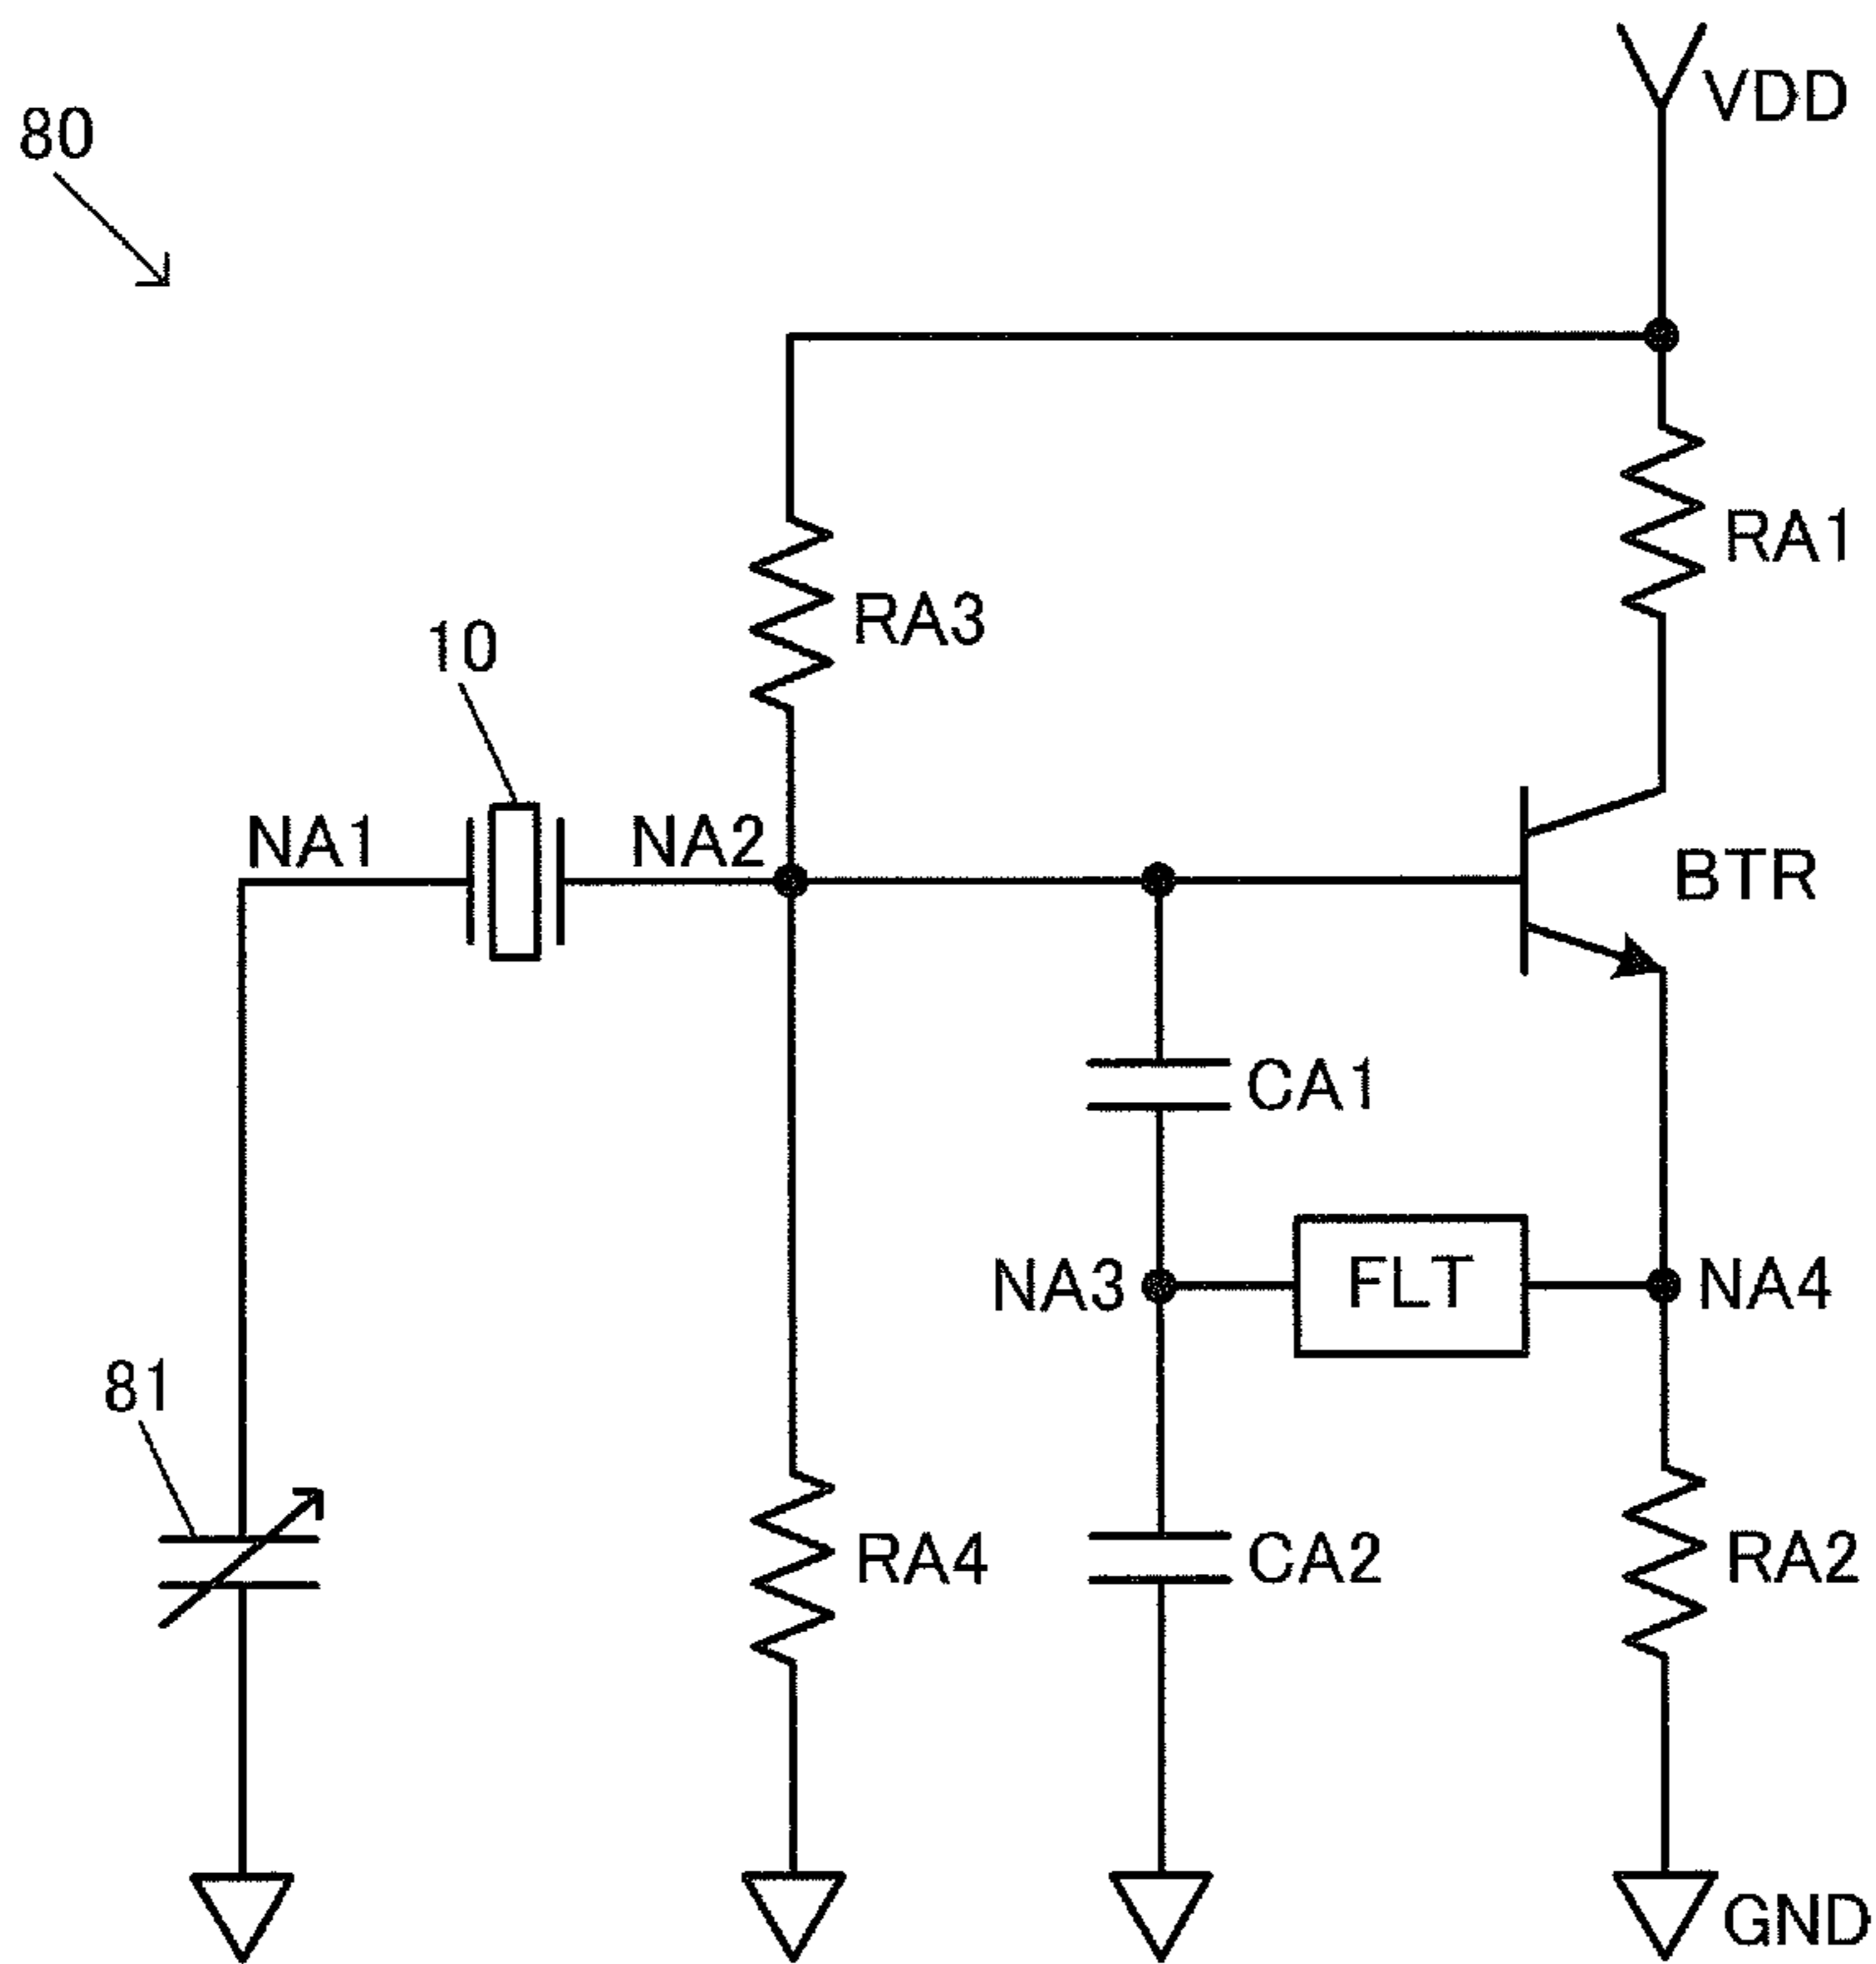 VDD
80
RA1
RA3
10
NA1
NA2
BTR
CA1
NA3
FLT
NA4
81
RA4
CA2
RA2
GND